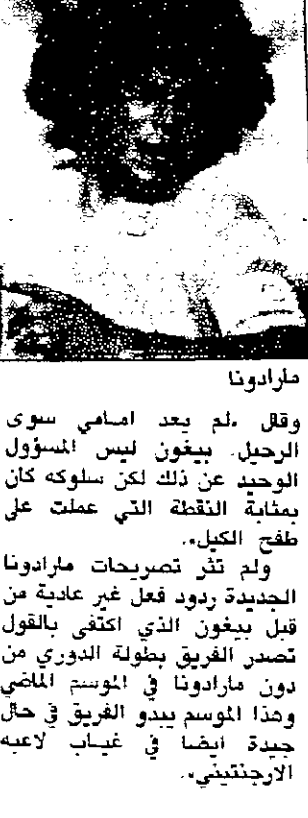 مارادونا
وقال «لم يعد امامي سوى
الرحيل. بيغون ليس المسؤول
الوحيد عن ذلك لكن سلوكه كان
بمثابة النقطة التي عملت على
طفح الكيل».
ولم تثر تصريحات مارادونا
الجديدة ردود فعل غير عادية من
قبل بيغون الذي اكتفى بالقول
تصدر الفريق بطولة الدوري من
دون مارادونا في الموسم الماضي
وهذا الموسم يبدو الفريق في حال
جيدة ايضا في غياب لاعبه
الارجنتيني».